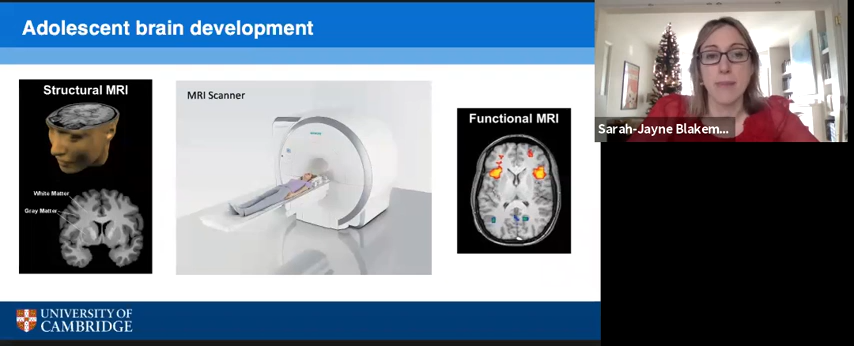 Adolescent brain development
Structural MRI
White Matter
Gray Matter
MRI Scanner
Functional MRI
UNIVERSITY OF
CAMBRIDGE
Sarah-Jayne Blakem...